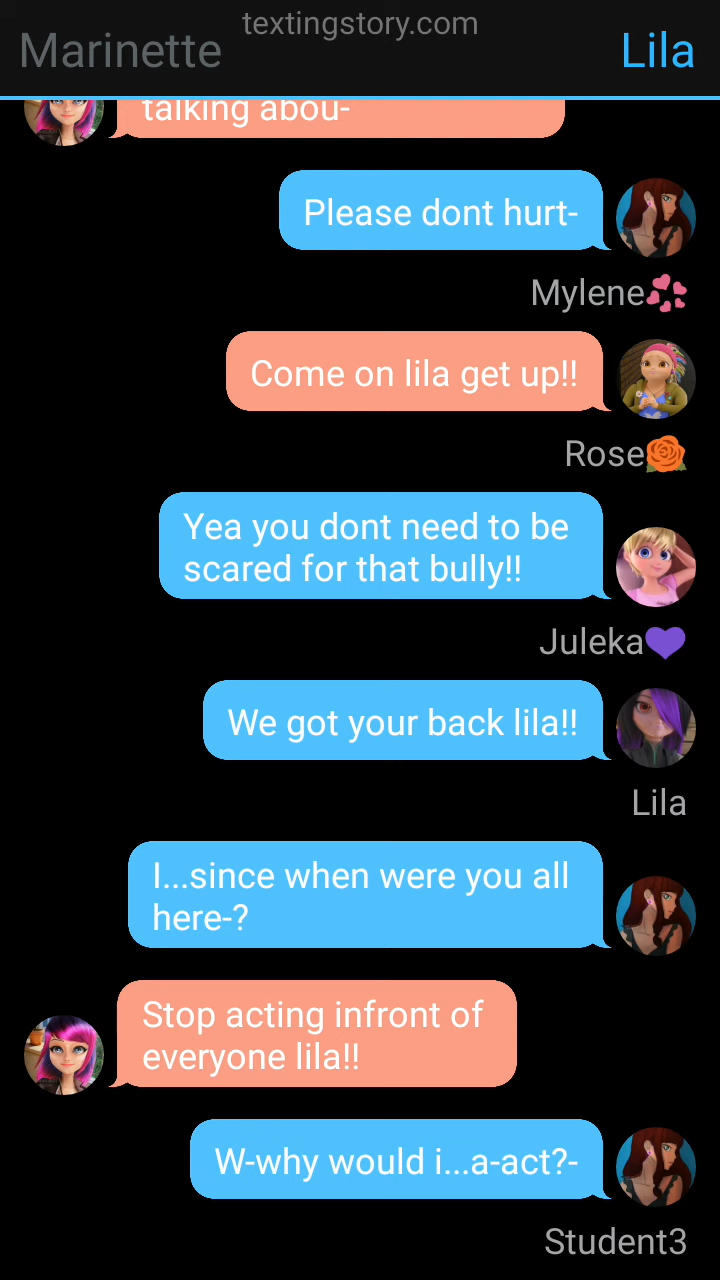 textingstory.com
Marinette
Lila
talking abou-
Please dont hurt-
Mylene💞
Come on lila get up!!
Rose🌹
Yea you dont need to be
scared for that bully!!
Juleka💜
We got your back lila!!
Lila
I...since when were you all
here-?
Stop acting infront of
everyone lila!!
W-why would i...a-act?-
Student3